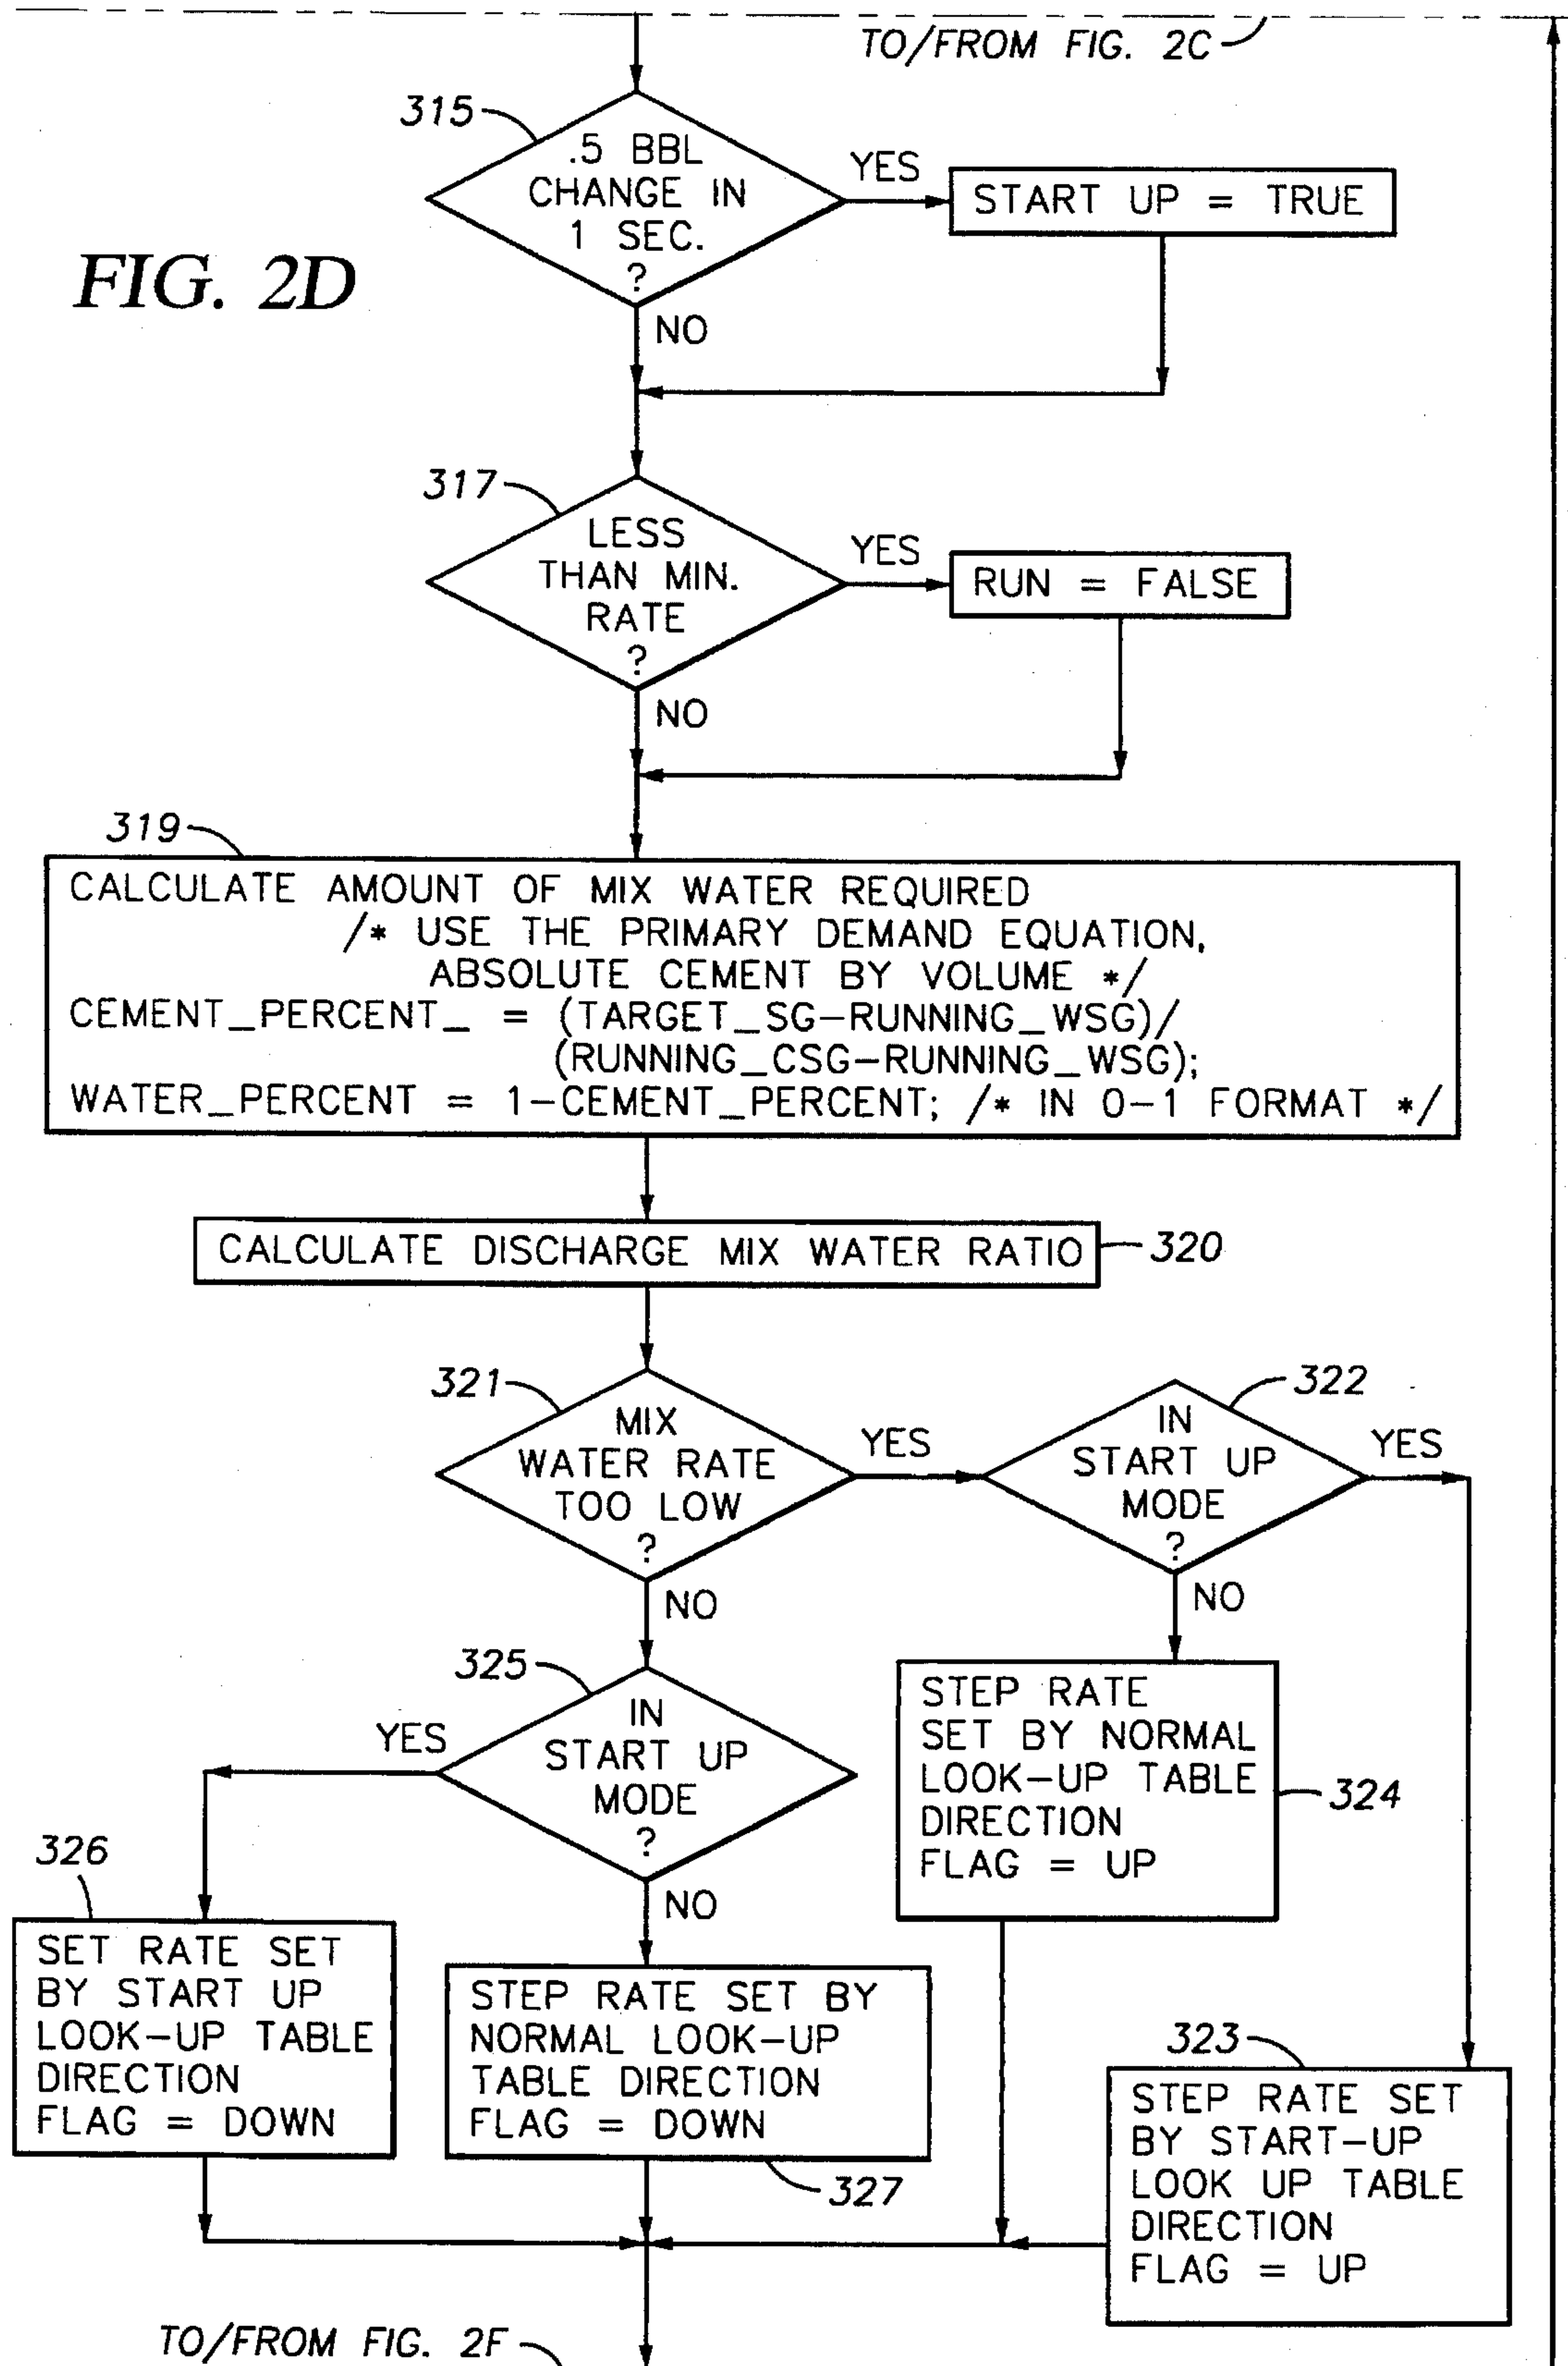 TO/FROM FIG. 2C
315
.5 BBL
CHANGE IN
1 SEC.
?
YES
START UP = TRUE
FIG. 2D
NO
317
LESS
THAN MIN.
RATE
?
YES
RUN = FALSE
NO
319
CALCULATE AMOUNT OF MIX WATER REQUIRED
/* USE THE PRIMARY DEMAND EQUATION,
ABSOLUTE CEMENT BY VOLUME */
CEMENT_PERCENT_ = (TARGET_SG-RUNNING_WSG)/
(RUNNING_CSG-RUNNING_WSG);
WATER_PERCENT = 1-CEMENT_PERCENT; /* IN 0-1 FORMAT */
CALCULATE DISCHARGE MIX WATER RATIO
320
321
MIX
WATER RATE
TOO LOW
?
YES
322
IN
START UP
MODE
?
YES
NO
NO
325
IN
START UP
MODE
?
YES
NO
STEP RATE
SET BY NORMAL
LOOK-UP TABLE
DIRECTION
FLAG = UP
324
326
SET RATE SET
BY START UP
LOOK-UP TABLE
DIRECTION
FLAG = DOWN
STEP RATE SET BY
NORMAL LOOK-UP
TABLE DIRECTION
FLAG = DOWN
327
323
STEP RATE SET
BY START-UP
LOOK UP TABLE
DIRECTION
FLAG = UP
TO/FROM FIG. 2F